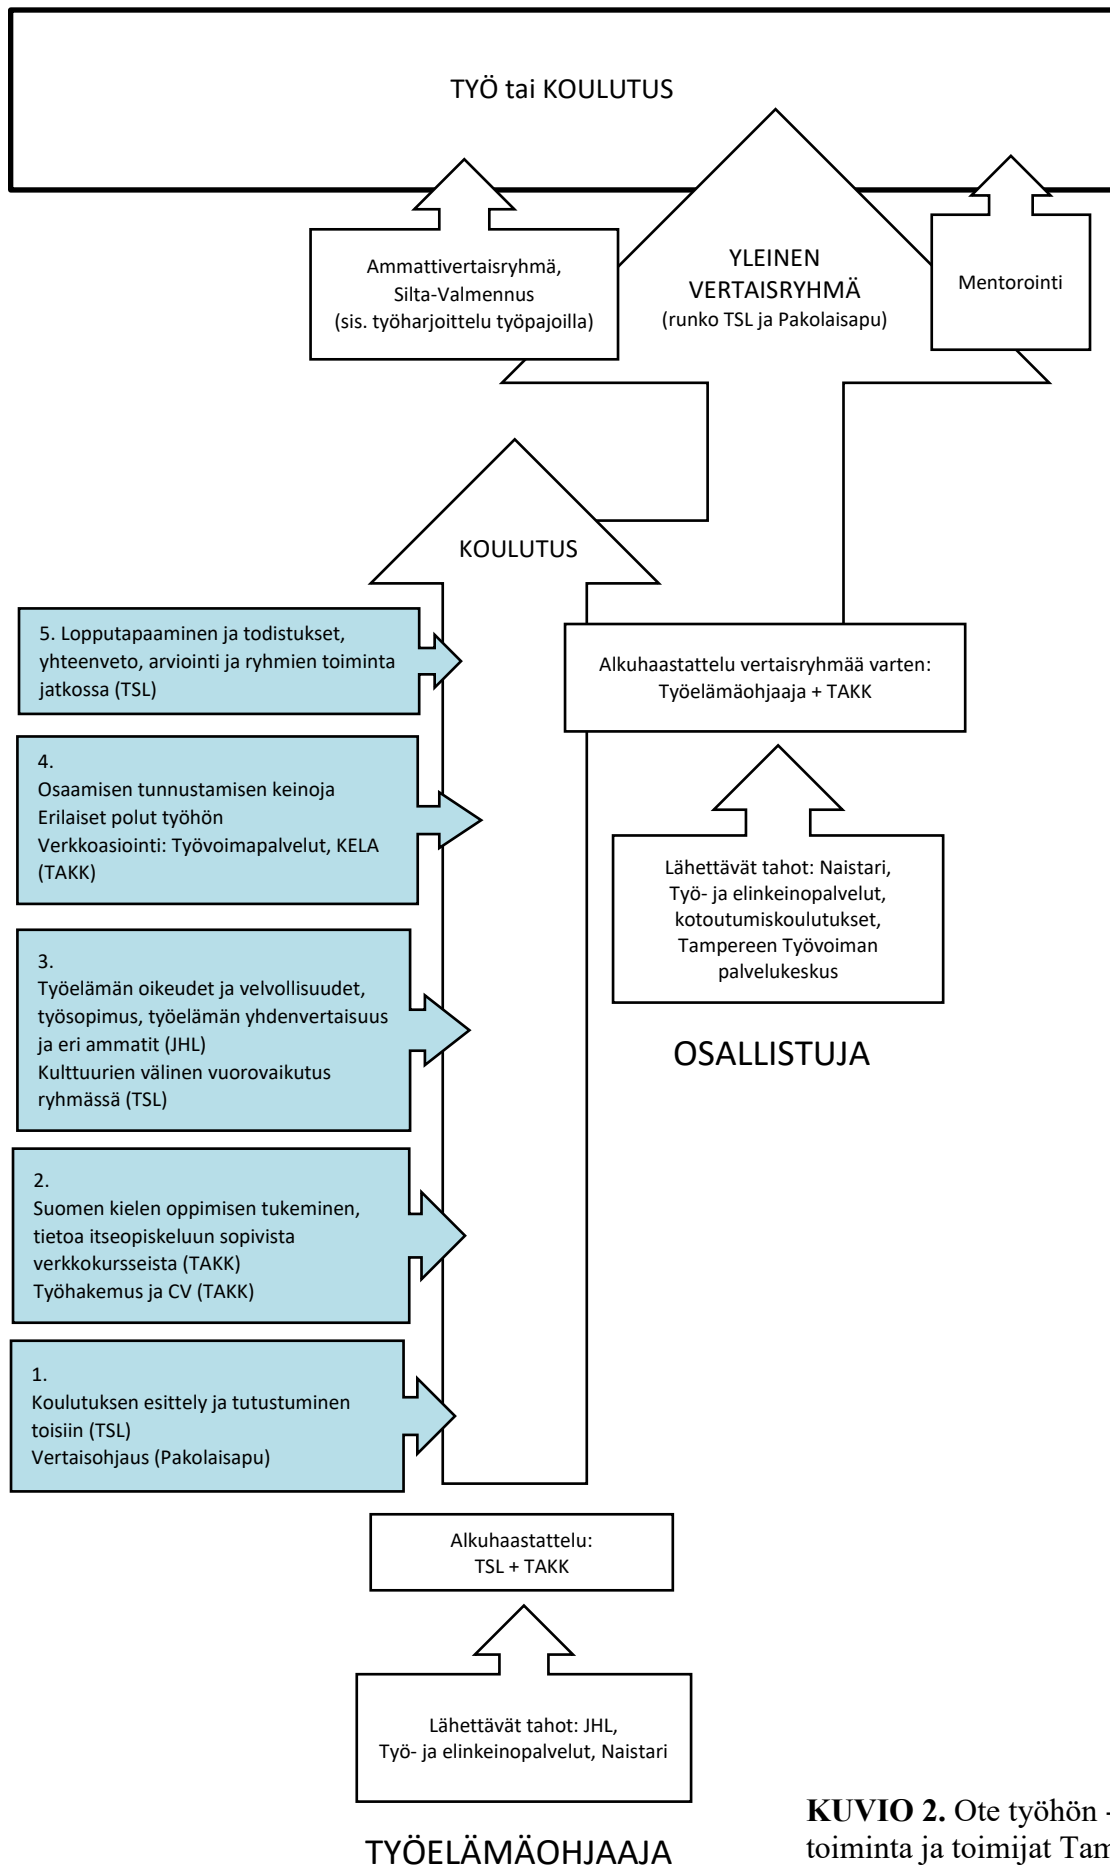 TYÖ tai KOULUTUS
Ammattivertaisryhmä,
Silta-Valmennus
(sis. työharjoittelu työpajoilla)
YLEINEN
VERTAISRYHMÄ
(runko TSL ja Pakolaisapu)
Mentorointi
KOULUTUS
5. Lopputapaaminen ja todistukset,
yhteenveto, arviointi ja ryhmien toiminta
jatkossa (TSL)
Alkuhaastattelu vertaisryhmää varten:
Työelämäohjaaja + TAKK
4.
Osaamisen tunnustamisen keinoja
Erilaiset polut työhön
Verkkoasiointi: Työvoimapalvelut, KELA
(TAKK)
Lähettävät tahot: Naistari,
Työ- ja elinkeinopalvelut,
kotoutumiskoulutukset,
Tampereen Työvoiman
palvelukeskus
OSALLISTUJA
3.
Työelämän oikeudet ja velvollisuudet,
työsopimus, työelämän yhdenvertaisuus
ja eri ammatit (JHL)
Kulttuurien välinen vuorovaikutus
ryhmässä (TSL)
2.
Suomen kielen oppimisen tukeminen,
tietoa itseopiskeluun sopivista
verkkokursseista (TAKK)
Työhakemus ja CV (TAKK)
1.
Koulutuksen esittely ja tutustuminen
toisiin (TSL)
Vertaisohjaus (Pakolaisapu)
Alkuhaastattelu:
TSL + TAKK
Lähettävät tahot: JHL,
Työ- ja elinkeinopalvelut, Naistari
TYÖELÄMÄOHJAAJA
KUVIO 2. Ote työhön -
toiminta ja toimijat Tam